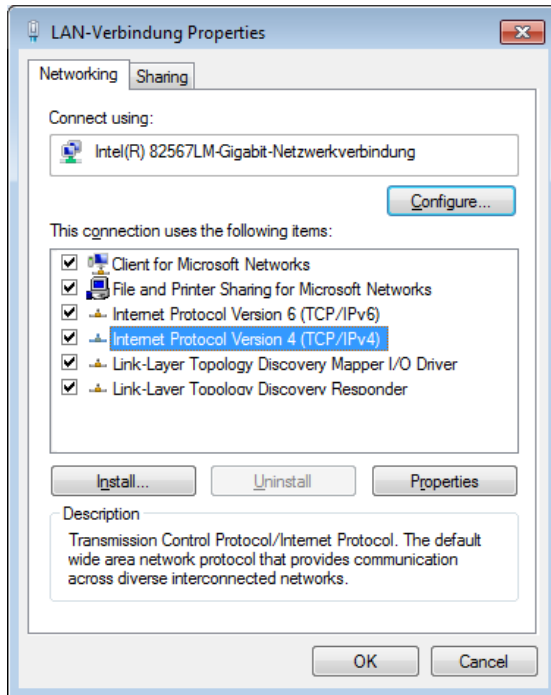 LAN-Verbindung Properties
Networking
Sharing
Connect using:
Intel(R) 82567LM-Gigabit-Netzwerkverbindung
Configure...
This connection uses the following items:
Client for Microsoft Networks
File and Printer Sharing for Microsoft Networks
Internet Protocol Version 6 (TCP/IPv6)
Internet Protocol Version 4 (TCP/IPv4)
Link-Layer Topology Discovery Mapper I/O Driver
Link-Layer Topology Discovery Responder
Install...
Uninstall
Properties
Description
Transmission Control Protocol/Internet Protocol. The default
wide area network protocol that provides communication
across diverse interconnected networks.
OK
Cancel